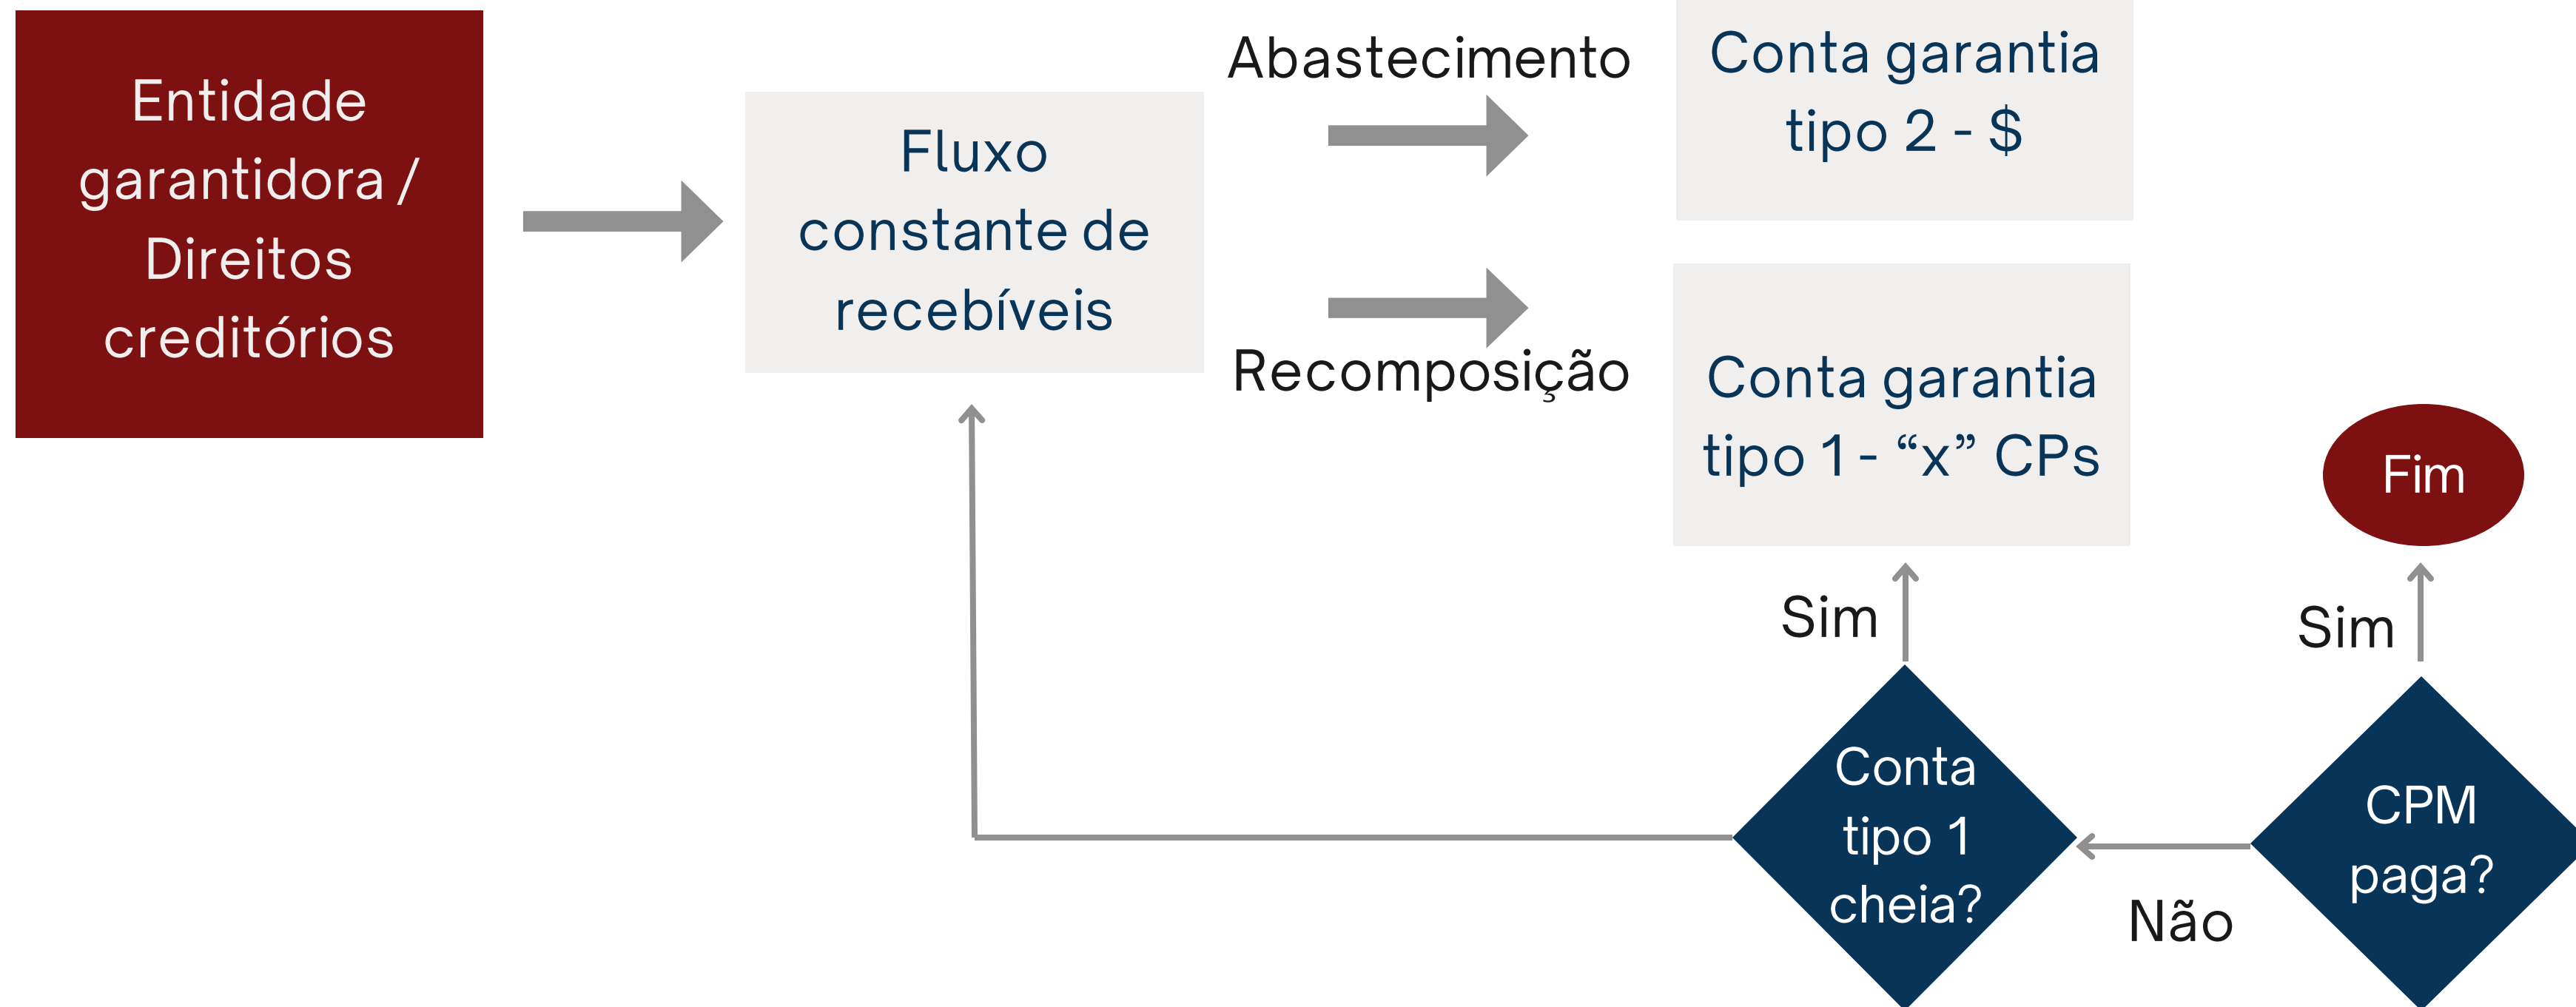 Entidade
garantidora /
Direitos
creditórios
Fluxo
constante de
recebíveis
Abastecimento
Recomposição
Conta garantia
tipo 2 - $
Conta garantia
tipo 1 - “x” CPs
Fim
Sim
Sim
Conta
tipo 1
cheia?
Não
CPM
paga?